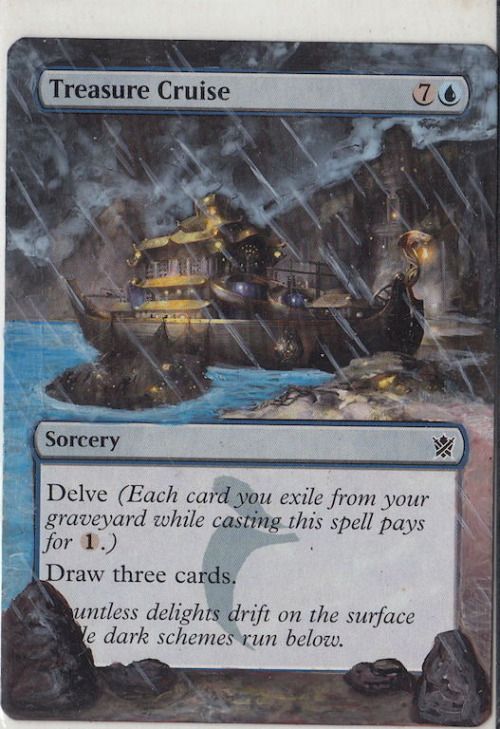 Treasure Cruise 7
Sorcery
Delve (Each card you exile from your
graveyard while casting this spell pays
for 1.)
Draw three cards.
untless delights drift on the surface
le dark schemes run below.